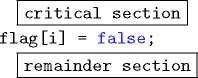 critical section
flag[i] = false;
remainder section